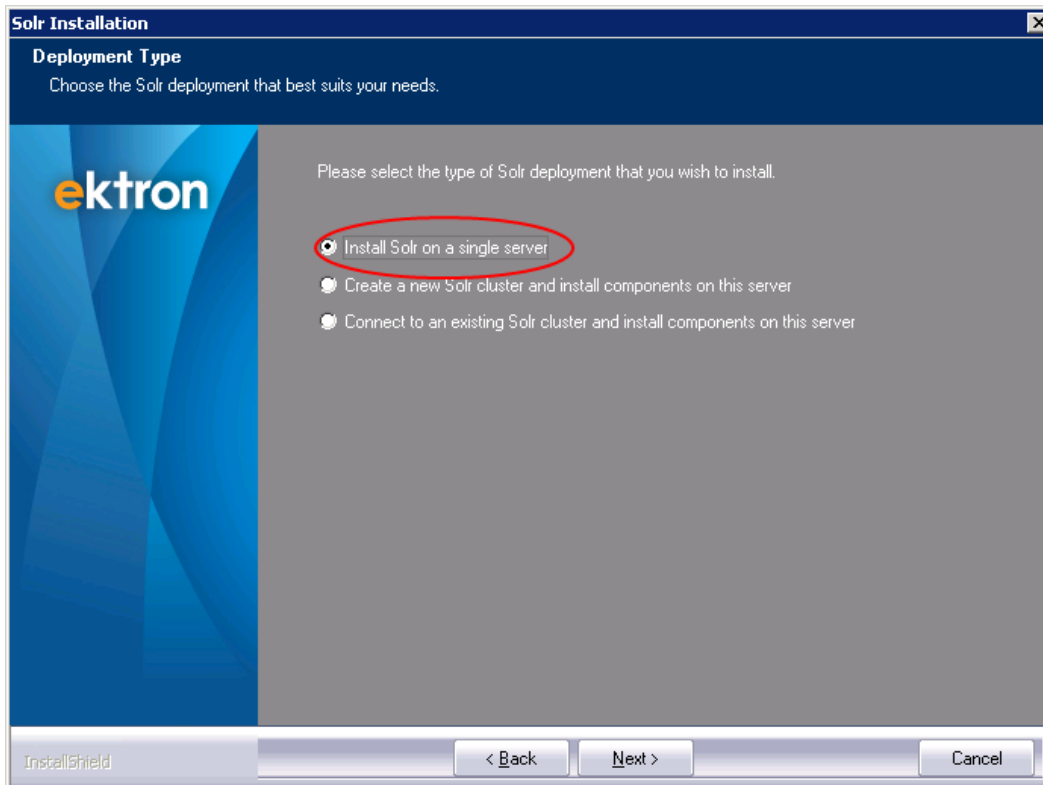 Solr Installation
Deployment Type
Choose the Solr deployment that best suits your needs.
ektron
Please select the type of Solr deployment that you wish to install.
Install Solr on a single server
Create a new Solr cluster and install components on this server
Connect to an existing Solr cluster and install components on this server
InstallShield
< Back
Next >
Cancel